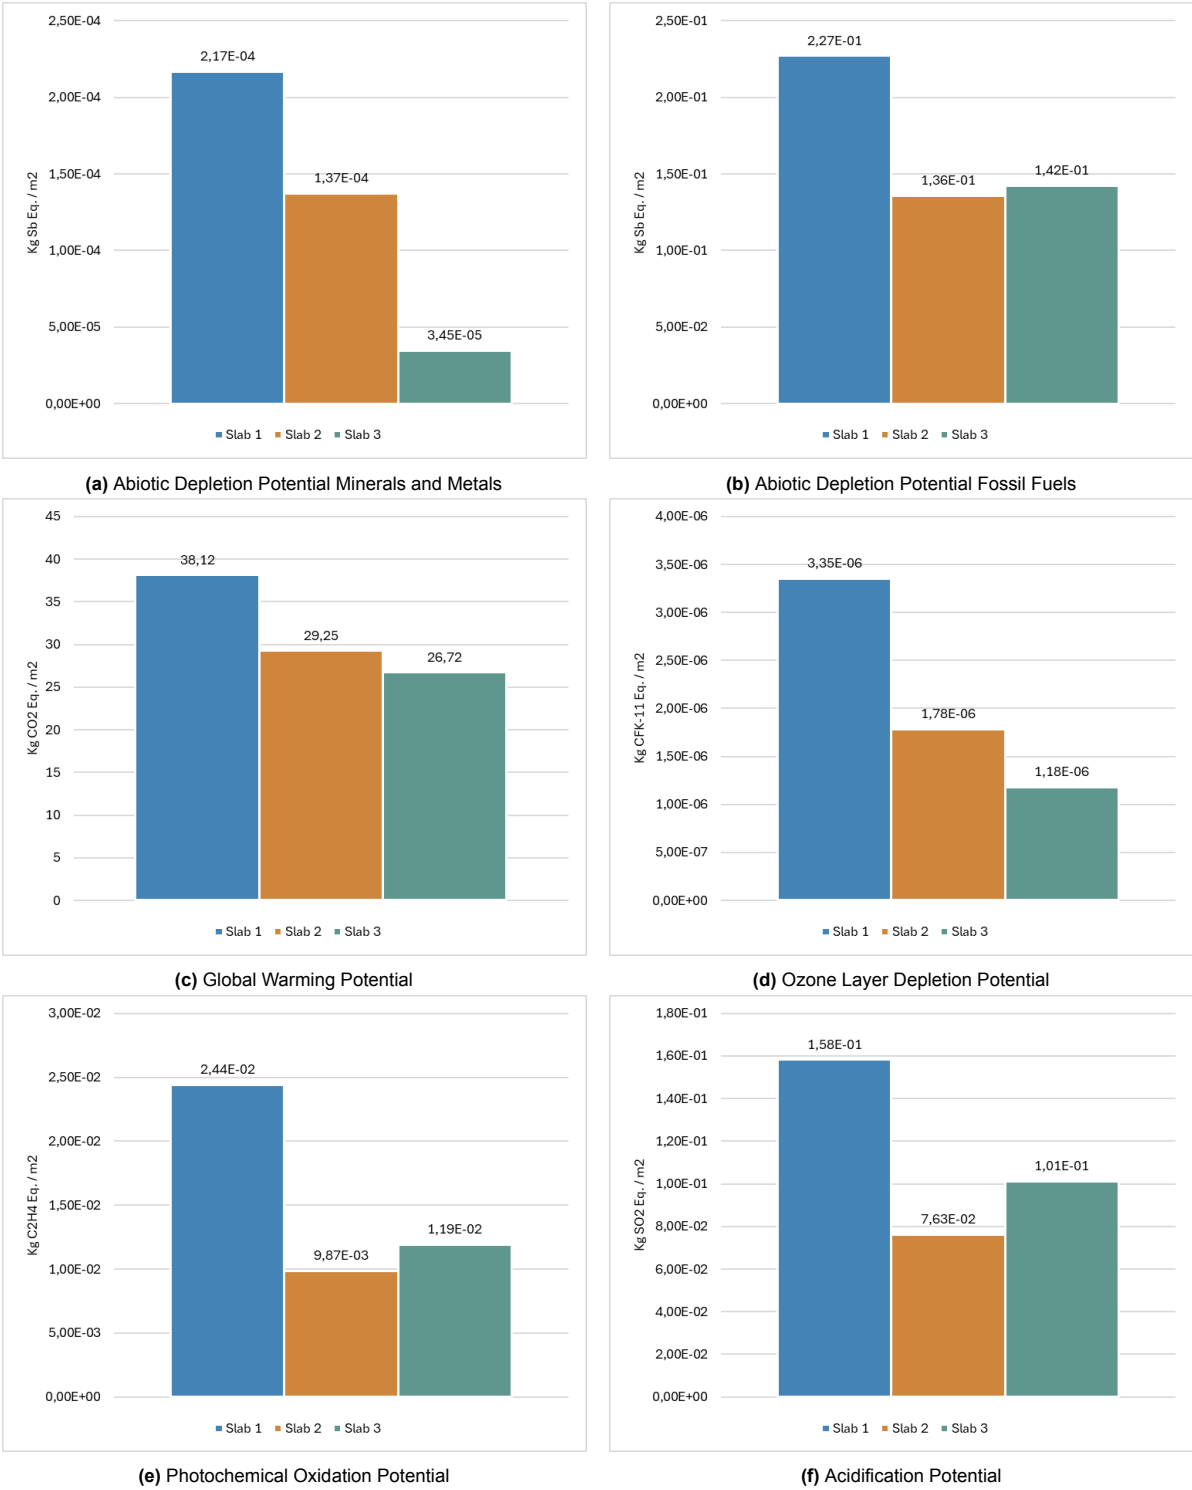 2,50E-04
2,17E-04
2,00E-04
1,50E-04
1,37E-04
1,00E-04
5,00E-05
3,45E-05
0,00E+00
Kg Sb Eq. / m2
Slab 1 Slab 2 Slab 3
(a) Abiotic Depletion Potential Minerals and Metals
2,50E-01
2,27E-01
2,00E-01
1,50E-01
1,36E-01
1,42E-01
1,00E-01
5,00E-02
0,00E+00
Kg Sb Eq. / m2
Slab 1 Slab 2 Slab 3
(b) Abiotic Depletion Potential Fossil Fuels
45
40
38,12
35
30
29,25
26,72
25
20
15
10
5
0
Kg CO2 Eq. / m2
Slab 1 Slab 2 Slab 3
(c) Global Warming Potential
4,00E-06
3,50E-06
3,35E-06
3,00E-06
2,50E-06
2,00E-06
1,78E-06
1,50E-06
1,18E-06
1,00E-06
5,00E-07
0,00E+00
Kg CFK-11 Eq. / m2
Slab 1 Slab 2 Slab 3
(d) Ozone Layer Depletion Potential
3,00E-02
2,50E-02
2,44E-02
2,00E-02
1,50E-02
1,19E-02
1,00E-02
9,87E-03
5,00E-03
0,00E+00
Kg C2H4 Eq. / m2
Slab 1 Slab 2 Slab 3
(e) Photochemical Oxidation Potential
1,80E-01
1,60E-01
1,58E-01
1,40E-01
1,20E-01
1,01E-01
1,00E-01
8,00E-02
7,63E-02
6,00E-02
4,00E-02
2,00E-02
0,00E+00
Kg SO2 Eq. / m2
Slab 1 Slab 2 Slab 3
(f) Acidification Potential